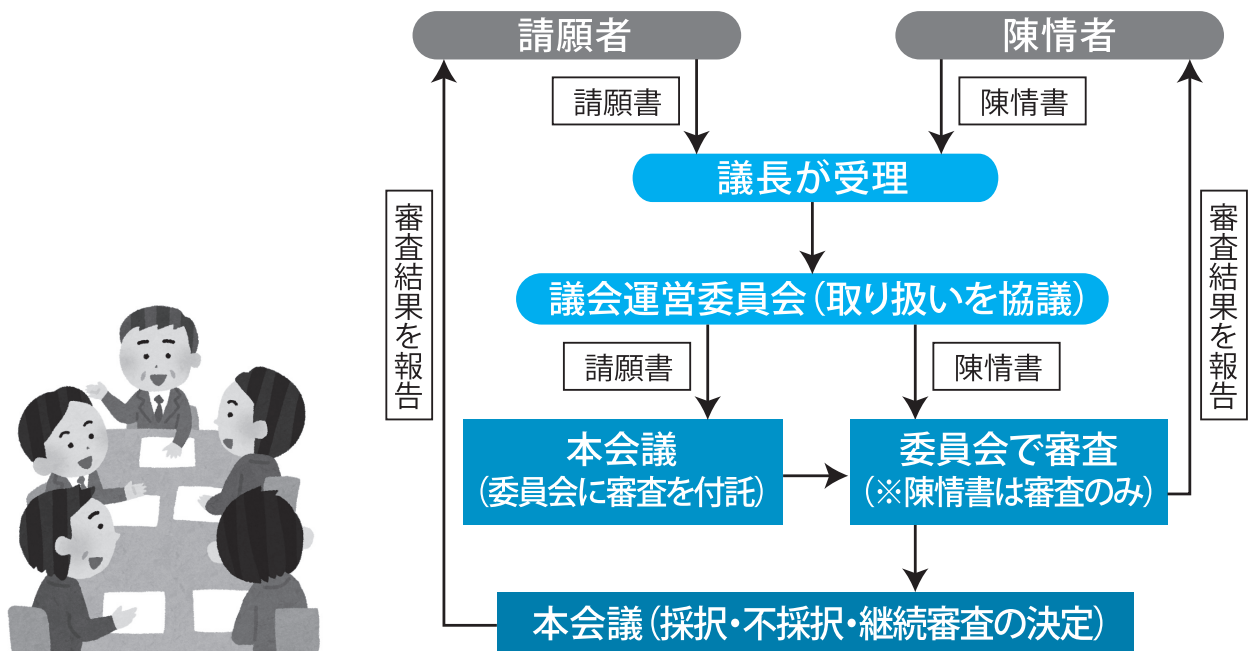 請願者
陳情者
請願書
陳情書
議長が受理
審査結果を報告
審査結果を報告
議会運営委員会(取り扱いを協議)
請願書
陳情書
本会議
(委員会に審査を付託)
委員会で審査
(※陳情書は審査のみ)
本会議(採択・不採択・継続審査の決定)